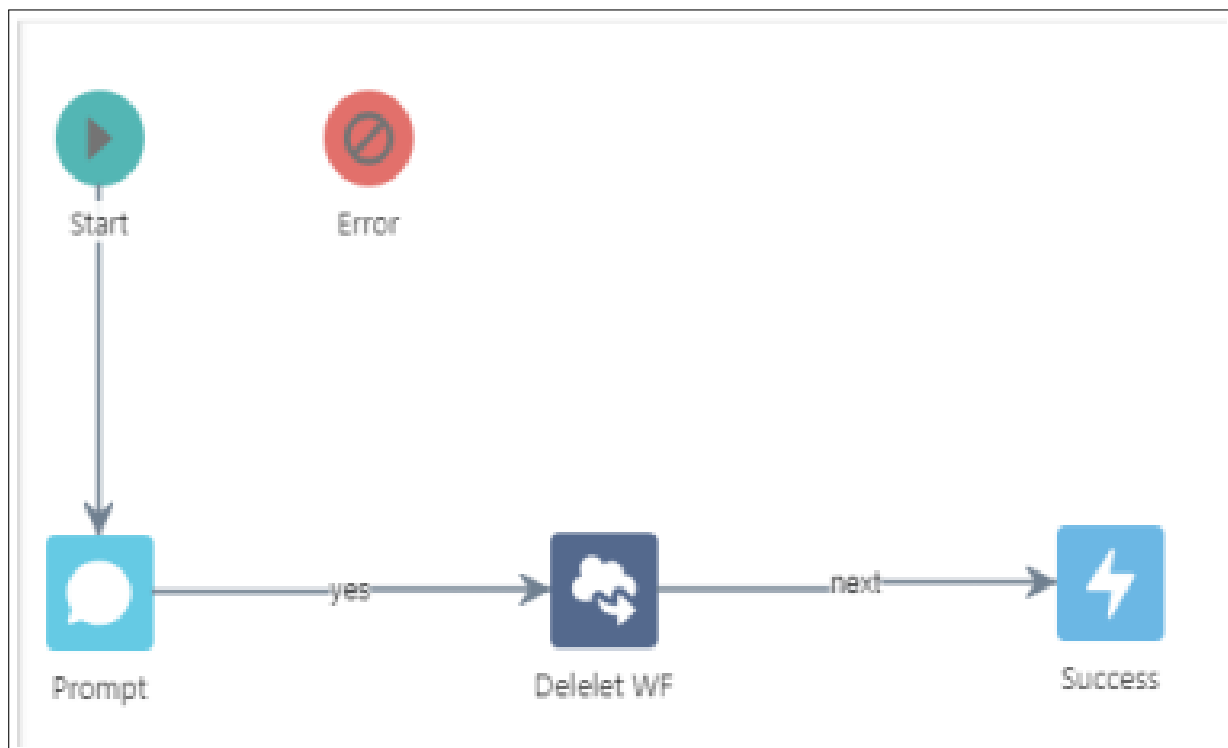 Start
Error
yes
next
Prompt
Delelet WF
Success